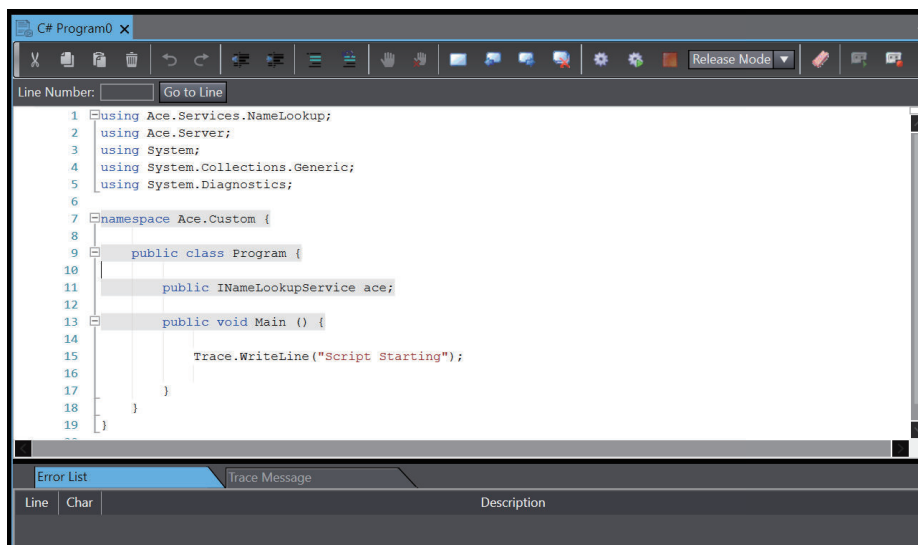 C# Program0
Release Node
Line Number:
Go to Line
1 using Ace.Services.NameLookup;
2 using Ace.Server;
3 using System;
4 using System.Collections.Generic;
5 using System.Diagnostics;
6
7 namespace Ace.Custom {
8
9 public class Program {
10
11 public INameLookupService ace;
12
13 public void Main () {
14
15 Trace.WriteLine("Script Starting");
16
17 }
18 }
19 }
Error List
Trace Message
Line Char Description